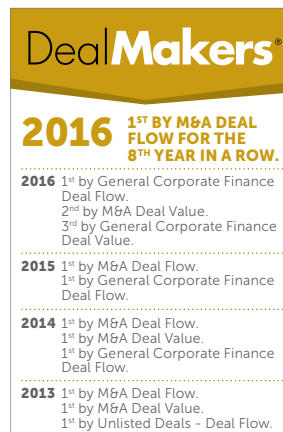 DealMakers®
2016 1ST BY M&A DEAL
FLOW FOR THE
8TH YEAR IN A ROW.
2016 1st by General Corporate Finance
Deal Flow.
2nd by M&A Deal Value.
3rd by General Corporate Finance
Deal Value.
2015 1st by M&A Deal Flow.
1st by General Corporate Finance
Deal Flow.
2014 1st by M&A Deal Flow.
1st by M&A Deal Value.
1st by General Corporate Finance
Deal Flow.
2013 1st by M&A Deal Flow.
1st by M&A Deal Value.
1st by Unlisted Deals - Deal Flow.